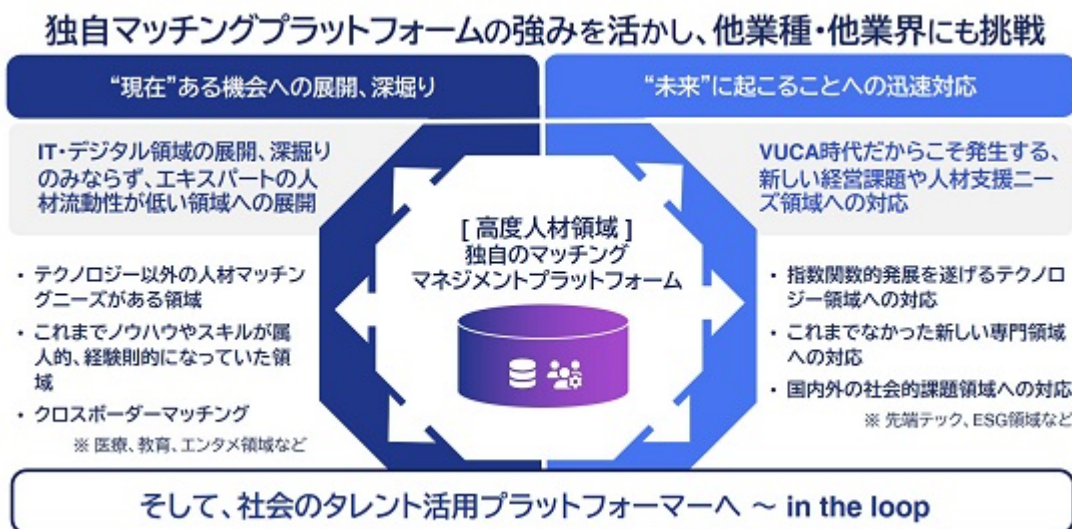 独自マッチングプラットフォームの強みを活かし、他業種・他業界にも挑戦
“現在”ある機会への展開、深堀り
IT・デジタル領域の展開、深掘り
のみならず、エキスパートの人
材流動性が低い領域への展開
・ テクノロジー以外の人材マッチン
グニーズがある領域
・ これまでノウハウやスキルが属
人的、経験則的になっていた領
域
・ クロスボーダーマッチング
※ 医療、教育、エンタメ領域など
[ 高度人材領域 ]
独自のマッチング
マネジメントプラットフォーム
“未来”に起こることへの迅速対応
VUCA時代だからこそ発生する、
新しい経営課題や人材支援ニー
ズ領域への対応
・ 指数関数的発展を遂げるテクノロ
ジー領域への対応
・ これまでなかった新しい専門領域
への対応
・ 国内外の社会的課題領域への対応
※ 先端テック、ESG領域など
そして、社会のタレント活用プラットフォーマーへ ～ in the loop